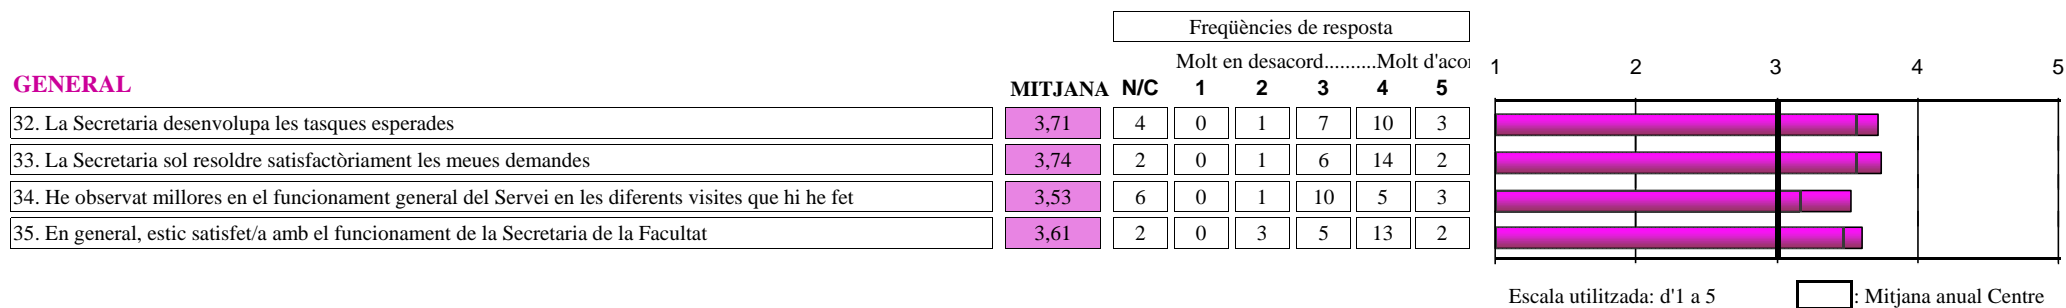 Freqüències de resposta
Molt en desacord..........Molt d'acor
GENERAL MITJANA N/C 1 2 3 4 5 1 2 3 4 5
32. La Secretaria desenvolupa les tasques esperades 3,71 4 0 1 7 10 3
33. La Secretaria sol resoldre satisfactòriament les meues demandes 3,74 2 0 1 6 14 2
34. He observat millores en el funcionament general del Servei en les diferents visites que hi he fet 3,53 6 0 1 10 5 3
35. En general, estic satisfet/a amb el funcionament de la Secretaria de la Facultat 3,61 2 0 3 5 13 2
Escala utilitzada: d'1 a 5 : Mitjana anual Centre